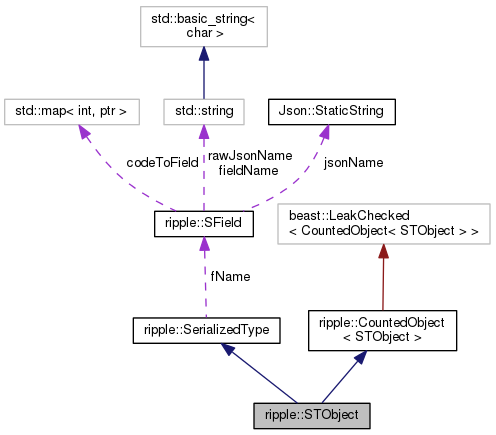 std::basic_string<
char >
std::map< int, ptr >
std::string
Json::StaticString
codeToField
rawJsonName
fieldName
jsonName
ripple::SField
beast::LeakChecked
< CountedObject< STObject > >
fName
ripple::SerializedType
ripple::CountedObject
< STObject >
ripple::STObject